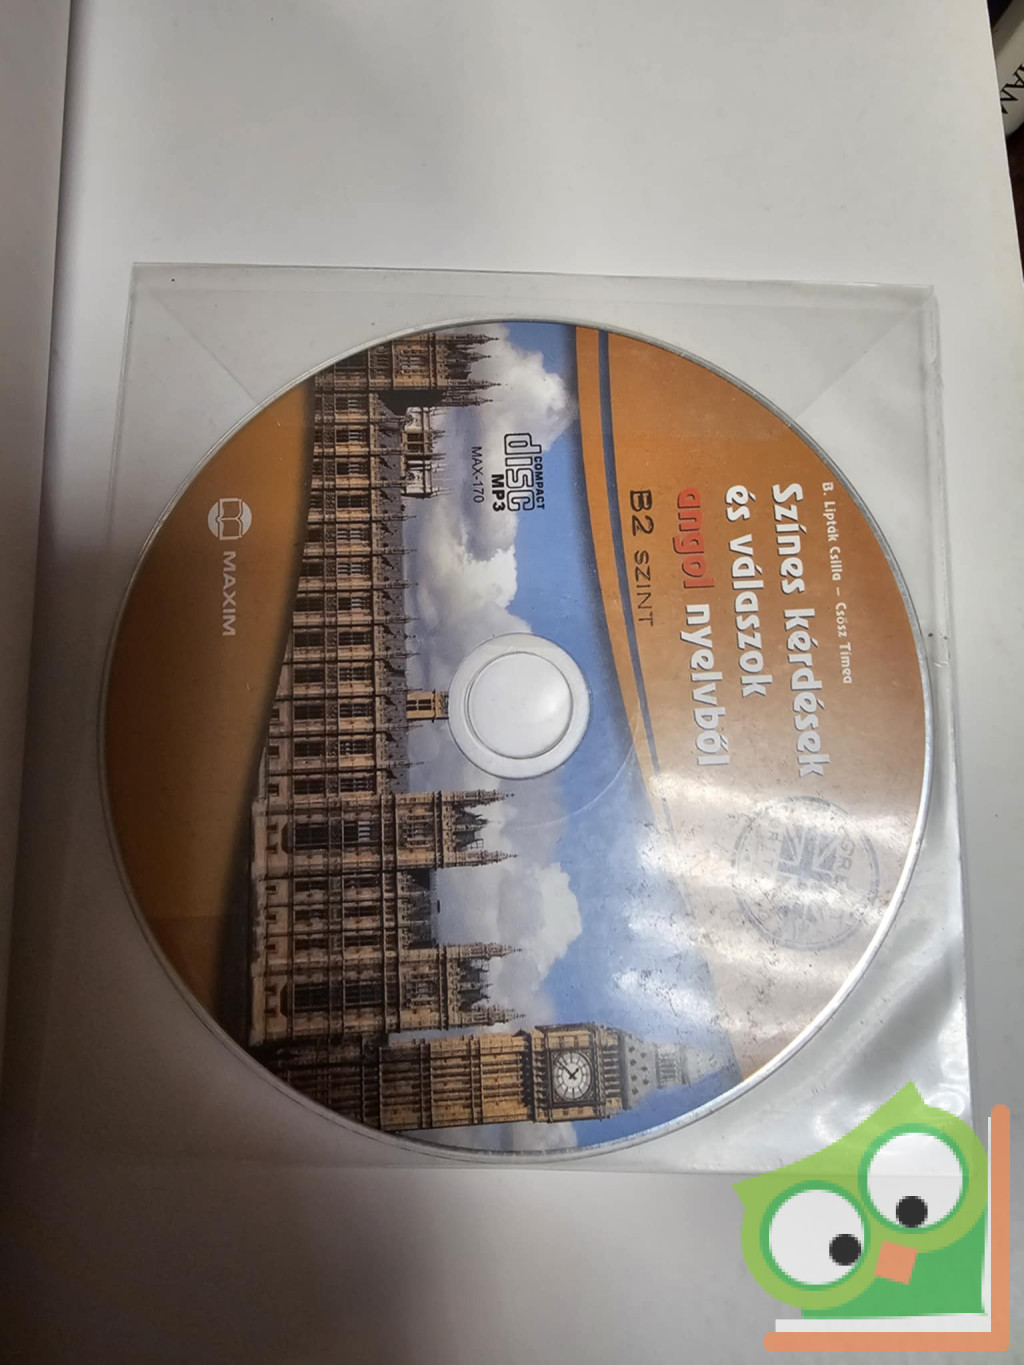 B. Lipták Csilla – Csősz Tímea
Színes kérdések
és válaszok
angol nyelvből
B2 SZINT
COMPACT
disc
MP3
MAX-170
MAXIM